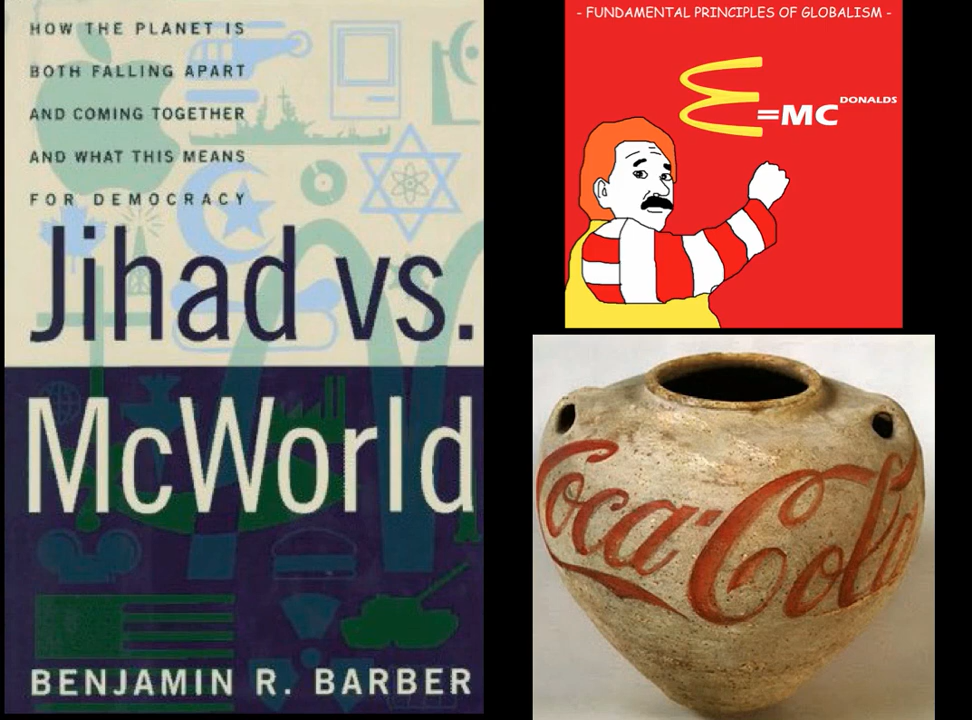 HOW THE PLANET IS
BOTH FALLING APART
AND COMING TOGETHER
AND WHAT THIS MEANS
FOR DEMOCRACY
Jihad vs.
McWorld
BENJAMIN R. BARBER
- FUNDAMENTAL PRINCIPLES OF GLOBALISM -
E=MC DONALDS
Coca-Cola